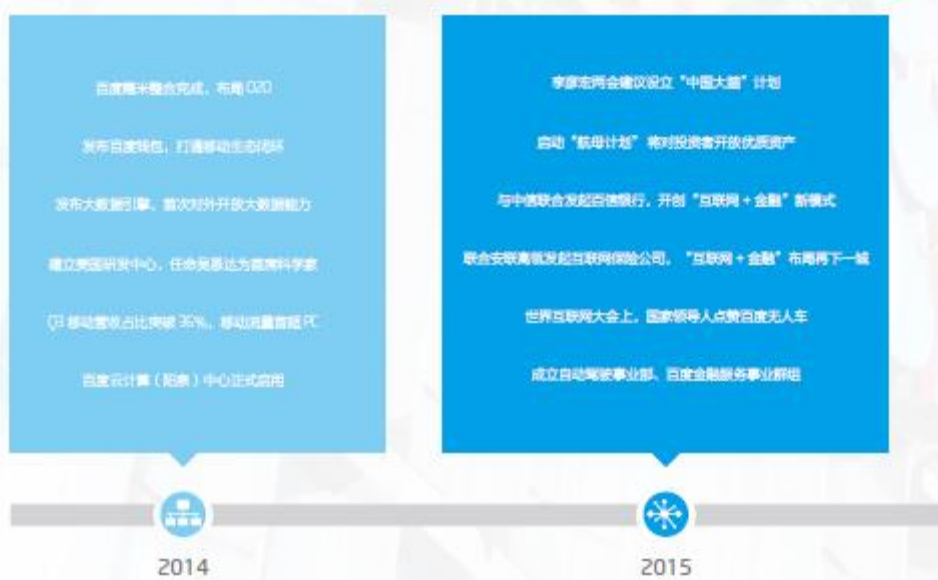 百度糯米整合完成，布局 O2O
发布百度钱包，打通移动生态闭环
发布大数据引擎，首次对外开放大数据能力
建立美国研发中心，任命吴恩达为首席科学家
Q3 移动营收占比突破 36%，移动流量首超 PC
百度云计算（阳泉）中心正式启用
2014
李彦宏两会建议设立“中国大脑”计划
启动“航母计划” 将对投资者开放优质资产
与中信联合发起百信银行，开创“互联网 + 金融”新模式
联合安联高瓴发起互联网保险公司，“互联网 + 金融”布局再下一城
世界互联网大会上，国家领导人点赞百度无人车
成立自动驾驶事业部、百度金融服务事业群组
2015